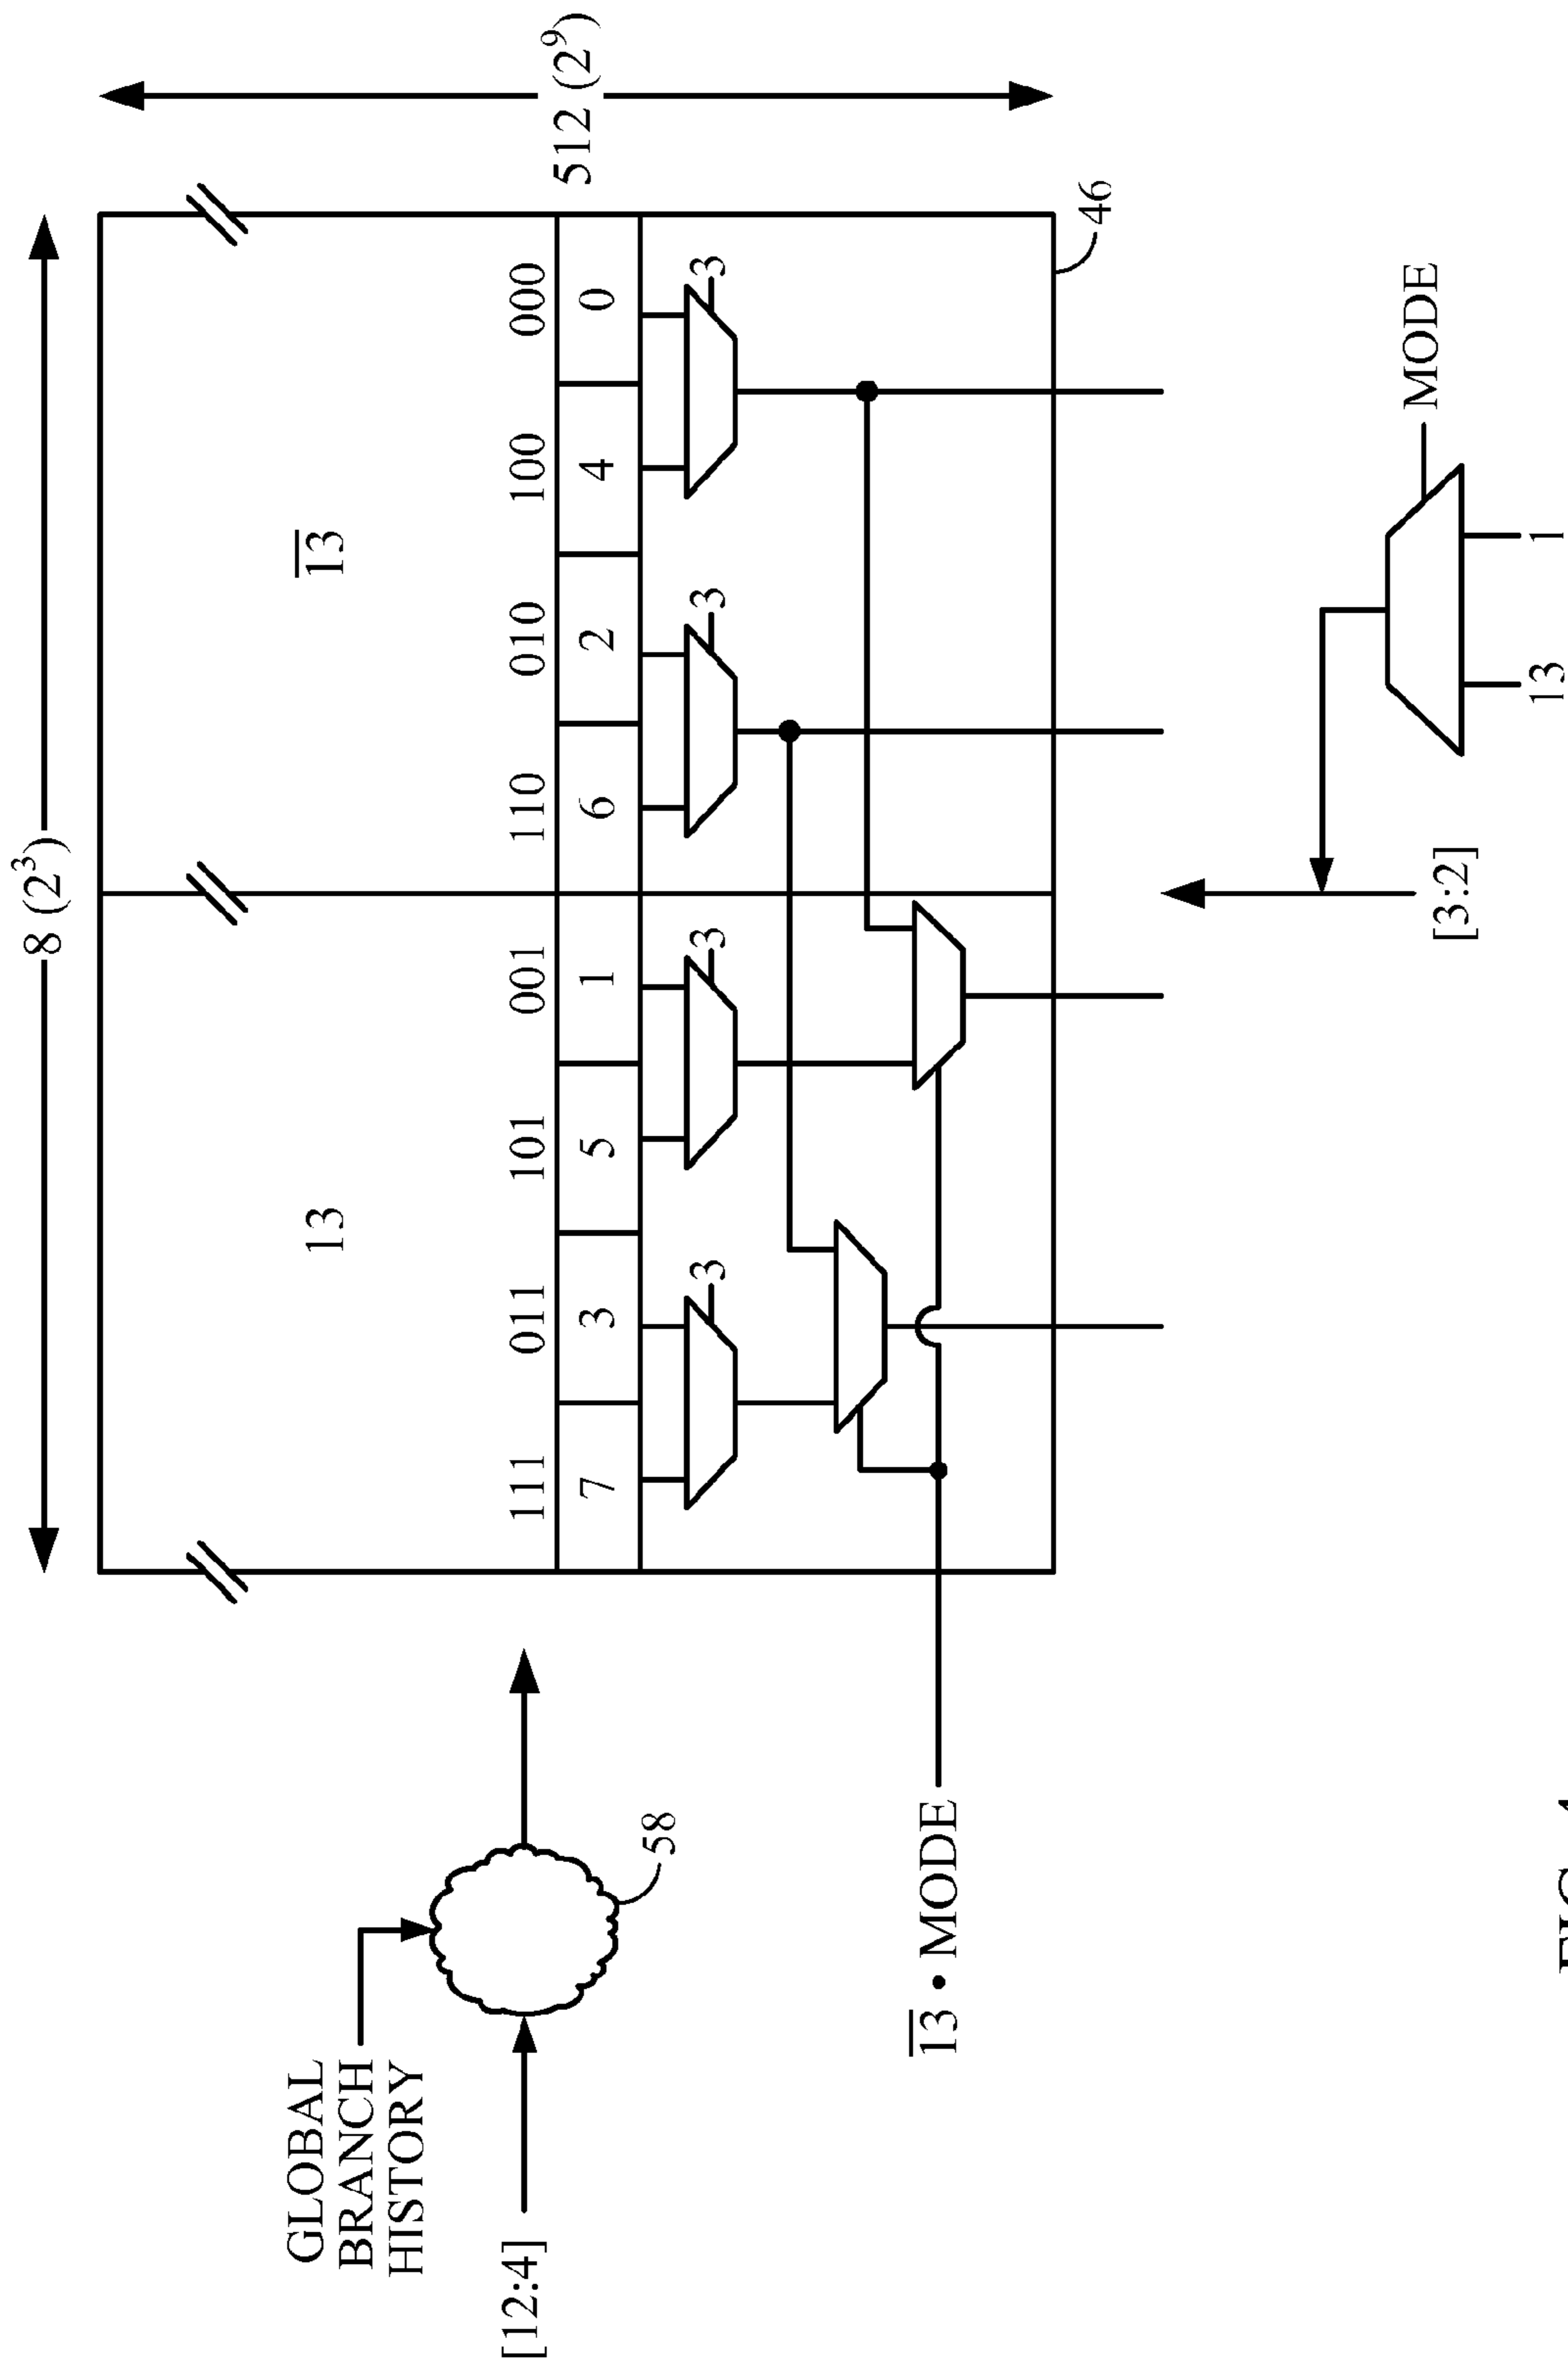 8 (2³)
GLOBAL
BRANCH
HISTORY
13
1̅3̅
[12:4]
111 011 101 001 110 010 100 000
512 (2⁹)
7 3 5 1 6 2 4 0
58
3 3 3 3
1̅3̅ • MODE
46
MODE
[3:2]
13 1